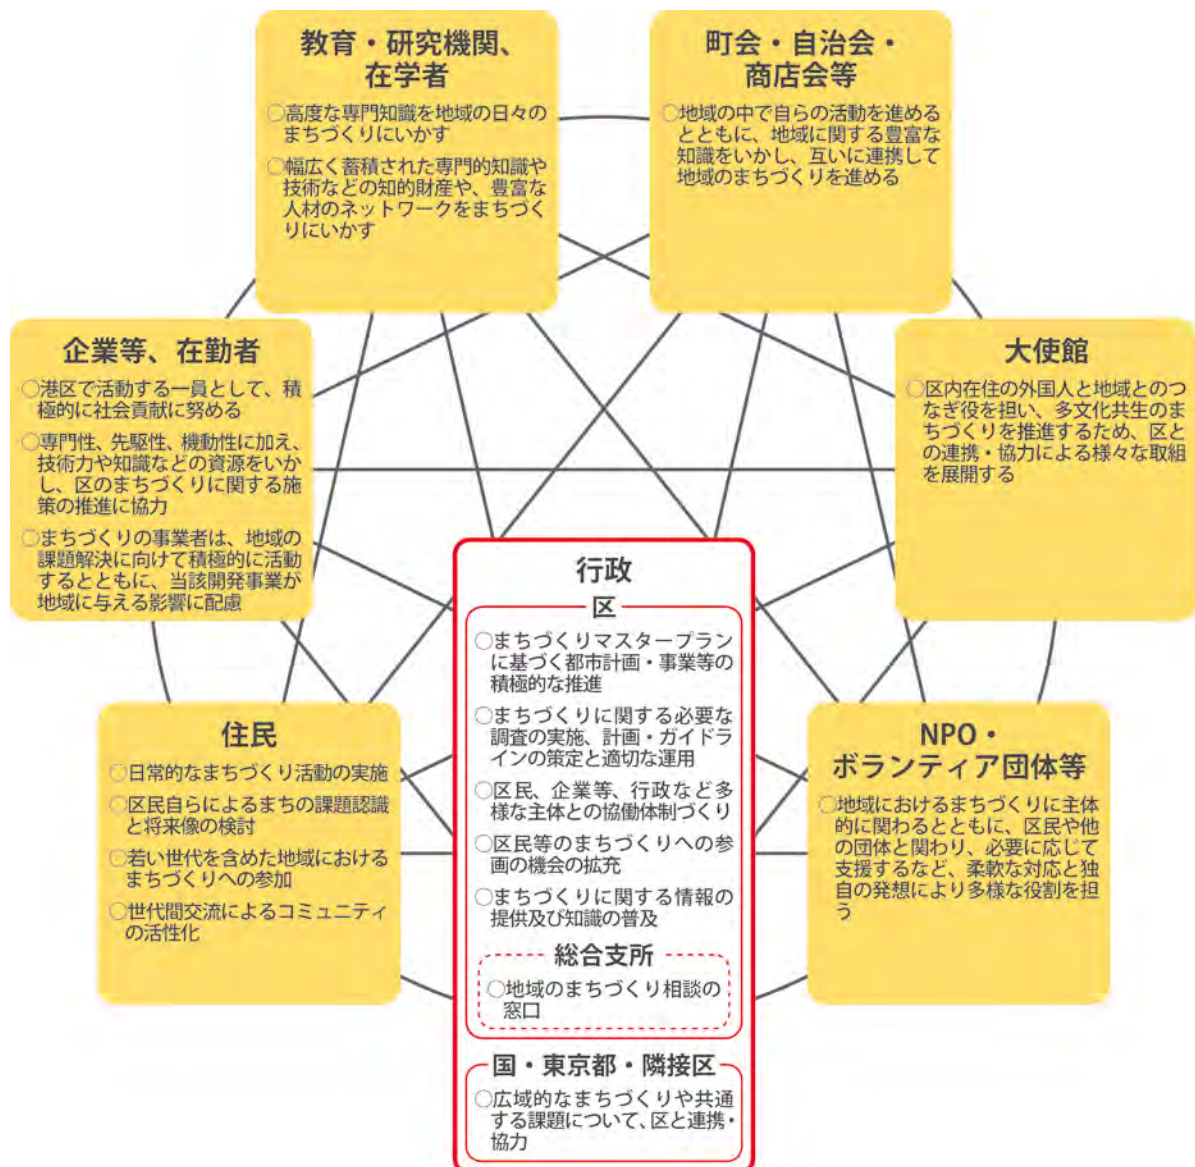 教育・研究機関、
在学者
○高度な専門知識を地域の日々の
まちづくりにいかす
○幅広く蓄積された専門的知識や
技術などの知的財産や、豊富な
人材のネットワークをまちづく
りにいかす
町会・自治会・
商店会等
○地域の中で自らの活動を進める
とともに、地域に関する豊富な
知識をいかし、互いに連携して
地域のまちづくりを進める
企業等、在勤者
○港区で活動する一員として、積
極的に社会貢献に努める
○専門性、先駆性、機動性に加え、
技術力や知識などの資源をいか
し、区のまちづくりに関する施
策の推進に協力
○まちづくりの事業者は、地域の
課題解決に向けて積極的に活動
するとともに、当該開発事業が
地域に与える影響に配慮
大使館
○区内在住の外国人と地域とのつ
なぎ役を担い、多文化共生のま
ちづくりを推進するため、区と
の連携・協力による様々な取組
を展開する
住民
○日常的なまちづくり活動の実施
○区民自らによるまちの課題認識
と将来像の検討
○若い世代を含めた地域における
まちづくりへの参加
○世代間交流によるコミュニティ
の活性化
行政
区
○まちづくりマスタープラン
に基づく都市計画・事業等の
積極的な推進
○まちづくりに関する必要な
調査の実施、計画・ガイドラ
インの策定と適切な運用
○区民、企業等、行政など多
様な主体との協働体制づくり
○区民等のまちづくりへの参
画の機会の拡充
○まちづくりに関する情報の
提供及び知識の普及
総合支所
○地域のまちづくり相談の
窓口
国・東京都・隣接区
○広域的なまちづくりや共通
する課題について、区と連携・
協力
NPO・
ボランティア団体等
○地域におけるまちづくりに主体
的に関わるとともに、区民や他
の団体と関わり、必要に応じて
支援するなど、柔軟な対応と独
自の発想により多様な役割を担
う